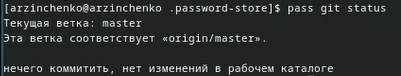 [arzinchenko@arzinchenko .password-store]$ pass git status
Текущая ветка: master
Эта ветка соответствует «origin/master».
нечего коммитить, нет изменений в рабочем каталоге